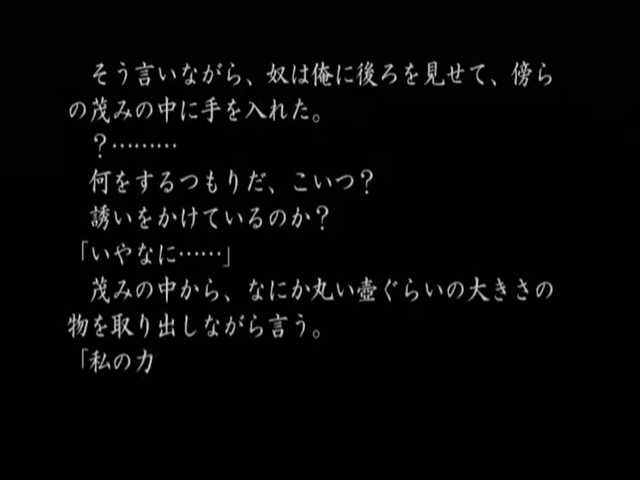 そう言いながら、奴は俺に後ろを見せて、傍ら
の茂みの中に手を入れた。
？………
何をするつもりだ、こいつ？
誘いをかけているのか？
「いやなに……」
茂みの中から、なにか丸い壺ぐらいの大きさの
物を取り出しながら言う。
「私の力